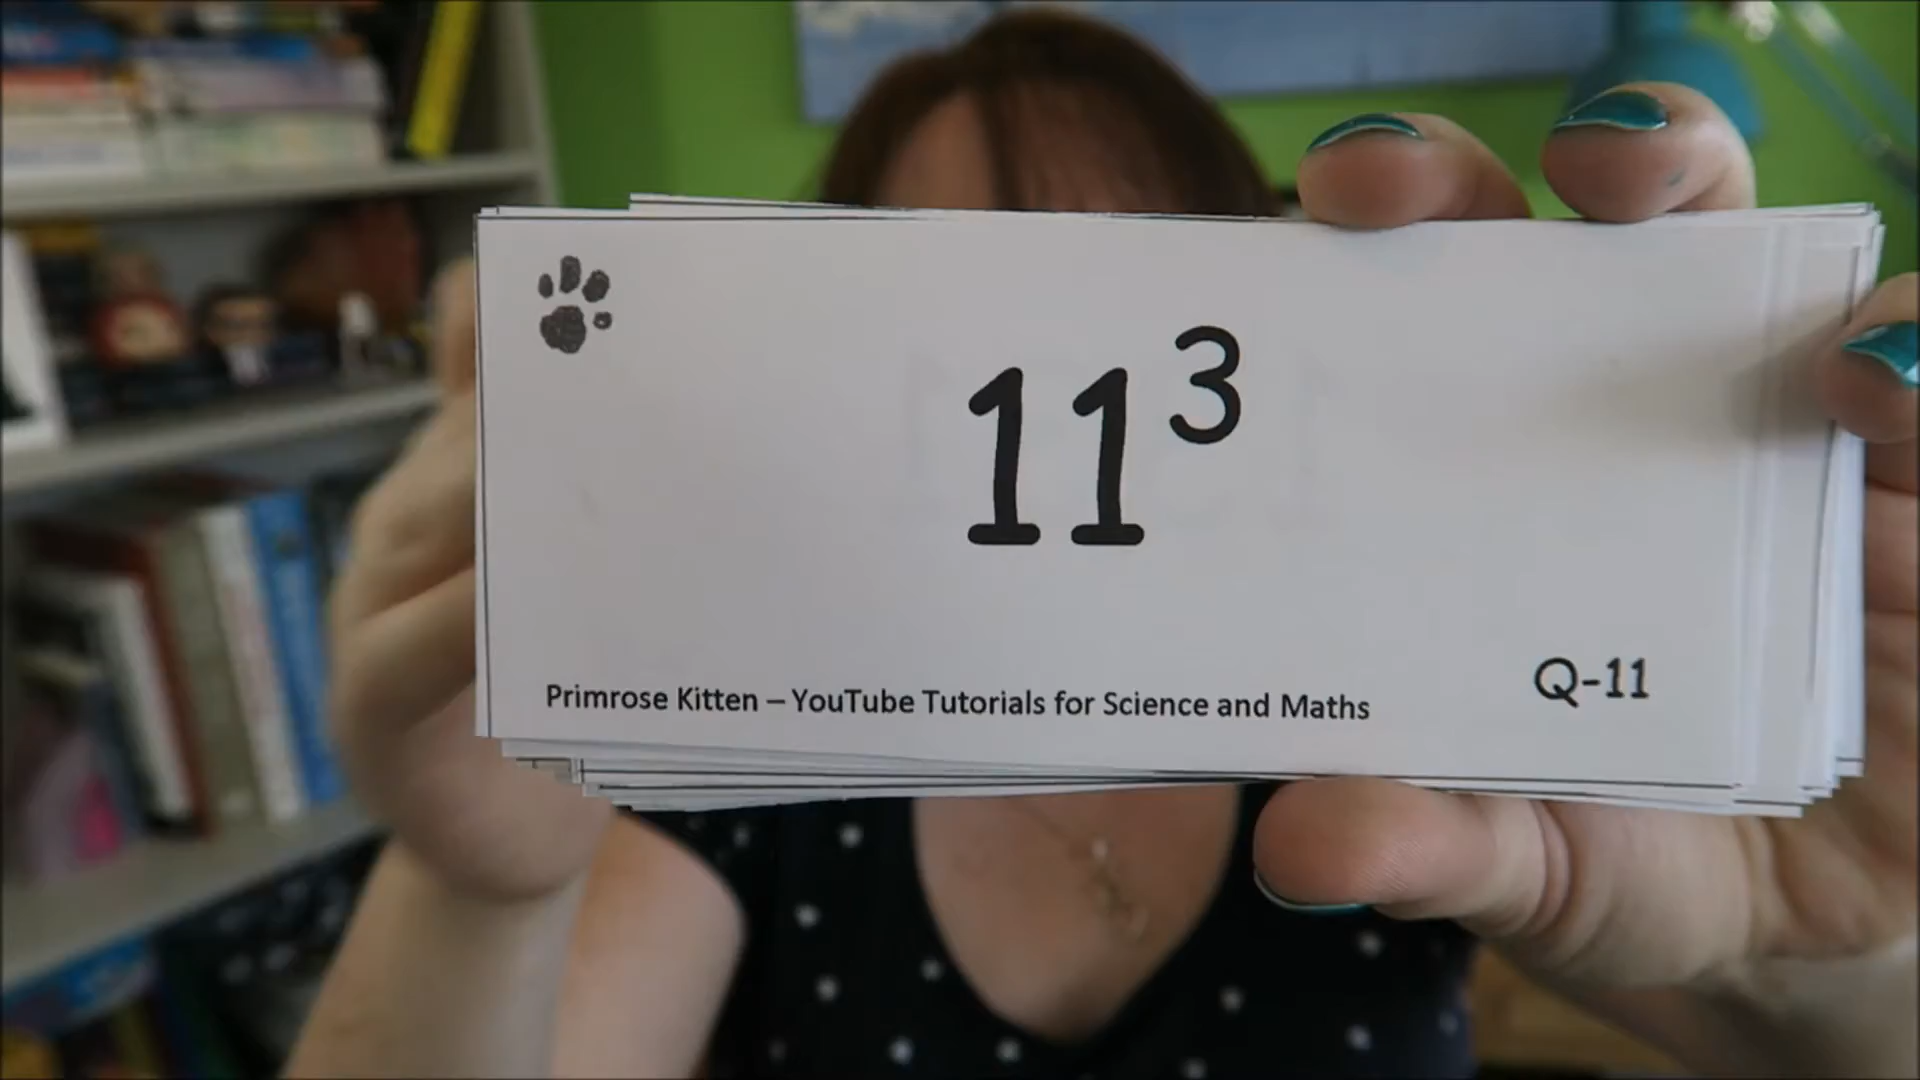 11³
Primrose Kitten – YouTube Tutorials for Science and Maths
Q-11